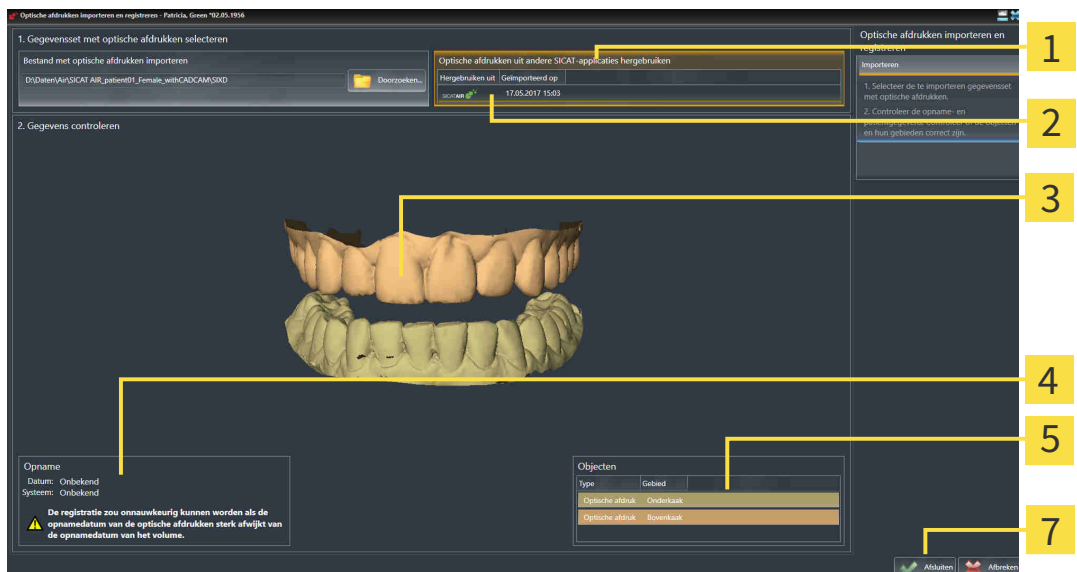 Optische afdrukken importeren en registreren - Patricia, Green *02.05.1956
1. Gegevensset met optische afdrukken selecteren
Bestand met optische afdrukken importeren
D:\Daten\Air\SICAT AIR_patient01_Female_withCADCAM\SIXD
Doorzoeken...
Optische afdrukken uit andere SICAT-applicaties hergebruiken
Hergebruiken uit Geïmporteerd op
SICAT AIR 17.05.2017 15:03
Optische afdrukken importeren en
registreren
Importeren
1. Selecteer de te importeren gegevensset
met optische afdrukken.
2. Controleer de opname- en
en hun gebieden correct zijn.
1
2
3
4
5
7
2. Gegevens controleren
Opname
Datum: Onbekend
Systeem: Onbekend
De registratie zou onnauwkeurig kunnen worden als de
opnamedatum van de optische afdrukken sterk afwijkt van
de opnamedatum van het volume.
Objecten
Type Gebied
Optische afdruk Onderkaak
Optische afdruk Bovenkaak
Afsluiten
Afbreken